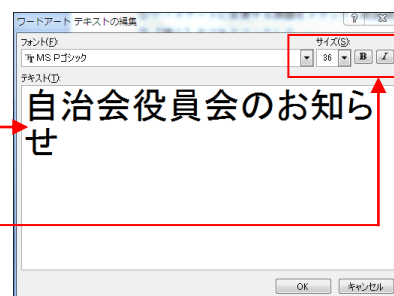 ワードアート テキストの編集
フォント(F):
サイズ(S):
MS Pゴシック
36
B
I
テキスト(T):
自治会役員会のお知ら
せ
OK
キャンセル